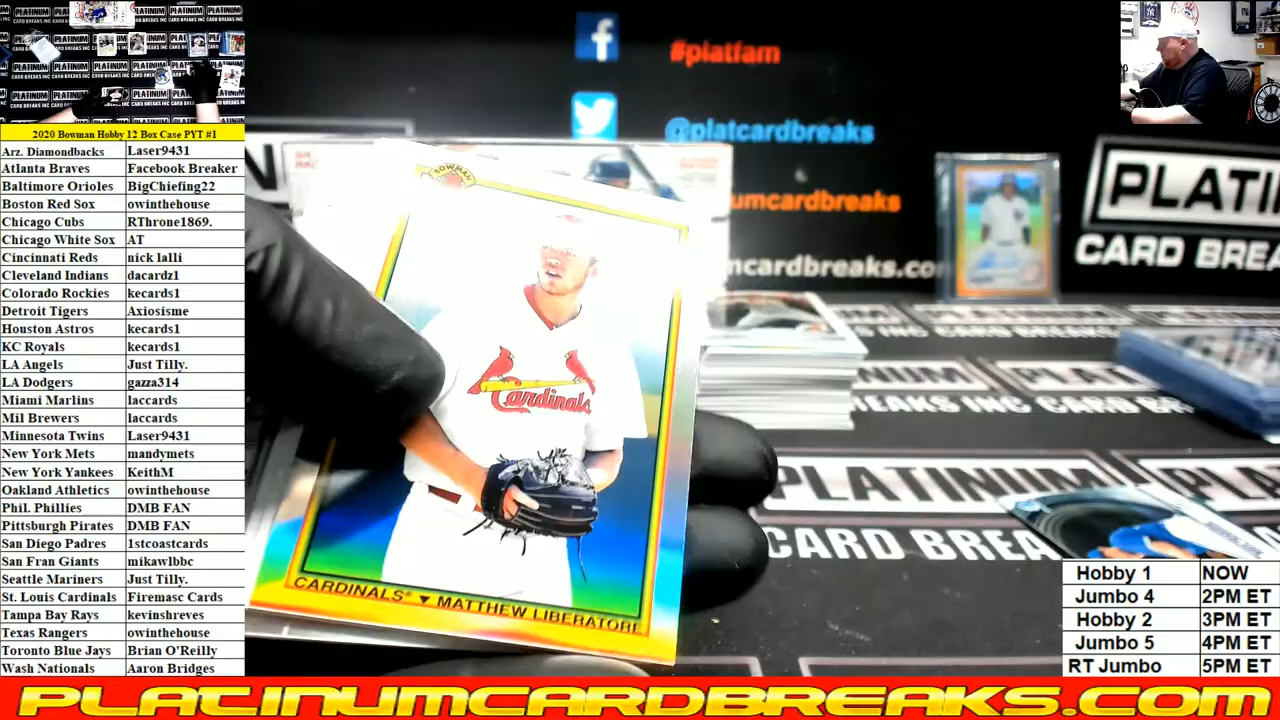 2020 Bowman Hobby 12 Box Case PYT #1
Arz. Diamondbacks Laser9431
Atlanta Braves Facebook Breaker
Baltimore Orioles BigChiefing22
Boston Red Sox owinthehouse
Chicago Cubs RThrone1869.
Chicago White Sox AT
Cincinnati Reds nick lalli
Cleveland Indians dacardz1
Colorado Rockies kecards1
Detroit Tigers Axiosisme
Houston Astros kecards1
KC Royals kecards1
LA Angels Just Tilly.
LA Dodgers gazza314
Miami Marlins laccards
Mil Brewers laccards
Minnesota Twins Laser9431
New York Mets mandymets
New York Yankees KeithM
Oakland Athletics owinthehouse
Phil. Phillies DMB FAN
Pittsburgh Pirates DMB FAN
San Diego Padres 1stcoastcards
San Fran Giants mikawlbbc
Seattle Mariners Just Tilly.
St. Louis Cardinals Firemasc Cards
Tampa Bay Rays kevinshreves
Texas Rangers owinthehouse
Toronto Blue Jays Brian O'Reilly
Wash Nationals Aaron Bridges
#platfam
@platcardbreaks
umcardbreaks
mcardbreaks.co
PLATIN
CARD BREA
BOWMAN
Cardinals
CARDINALS ▼ MATTHEW LIBERATORE
PLATINUM
CARD BREA
Hobby 1 NOW
Jumbo 4 2PM ET
Hobby 2 3PM ET
Jumbo 5 4PM ET
RT Jumbo 5PM ET
PLATINUMCARDBREAKS.COM